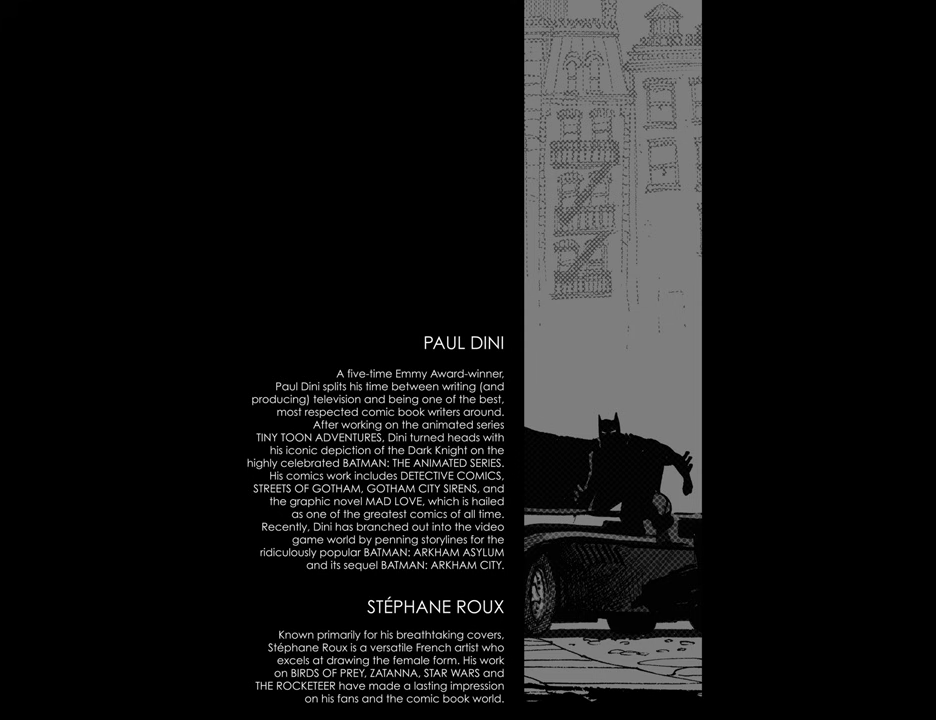 PAUL DINI
A five-time Emmy Award-winner,
Paul Dini splits his time between writing (and
producing) television and being one of the best,
most respected comic book writers around.
After working on the animated series
TINY TOON ADVENTURES, Dini turned heads with
his iconic depiction of the Dark Knight on the
highly celebrated BATMAN: THE ANIMATED SERIES.
His comics work includes DETECTIVE COMICS,
STREETS OF GOTHAM, GOTHAM CITY SIRENS, and
the graphic novel MAD LOVE, which is hailed
as one of the greatest comics of all time.
Recently, Dini has branched out into the video
game world by penning storylines for the
ridiculously popular BATMAN: ARKHAM ASYLUM
and its sequel BATMAN: ARKHAM CITY.
STÉPHANE ROUX
Known primarily for his breathtaking covers,
Stéphane Roux is a versatile French artist who
excels at drawing the female form. His work
on BIRDS OF PREY, ZATANNA, STAR WARS and
THE ROCKETEER have made a lasting impression
on his fans and the comic book world.